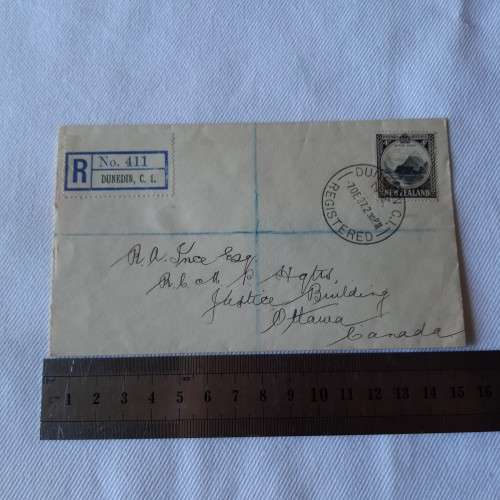 R No. 411
DUNEDIN, C. 1.
NEW ZEALAND
DUNEDIN C.1.
REGISTERED
R. A. Ince Esq.
R. C. M. P Hqtrs,
Justice Building
Ottawa
Canada
1 2 3 4 5 6 7 8 9 10 11 12 13 14 15 16